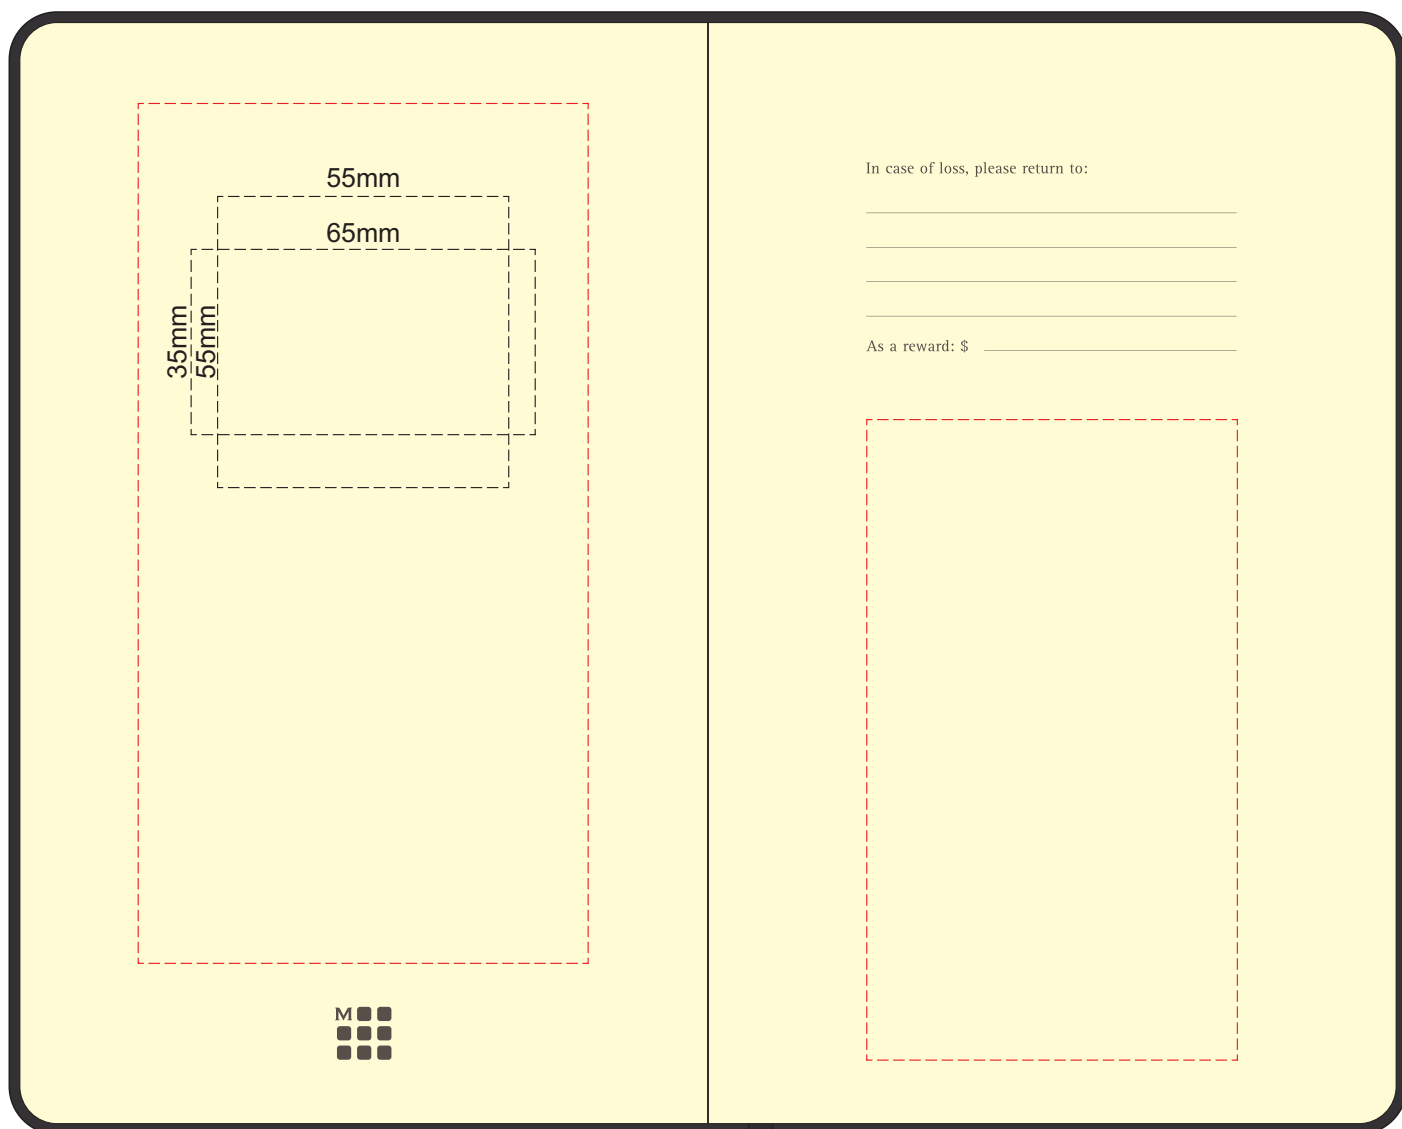 55mm
65mm
35mm
55mm
M
In case of loss, please return to:
As a reward: $